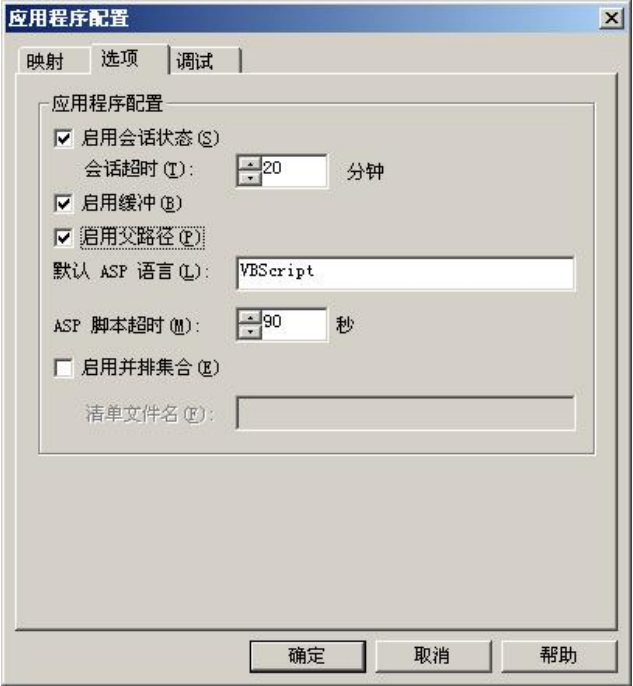 应用程序配置
映射 选项 调试
应用程序配置
启用会话状态(S)
会话超时(T): 20 分钟
启用缓冲(B)
启用父路径(P)
默认 ASP 语言(L): VBScript
ASP 脚本超时(M): 90 秒
启用并排集合(E)
清单文件名(F):
确定 取消 帮助